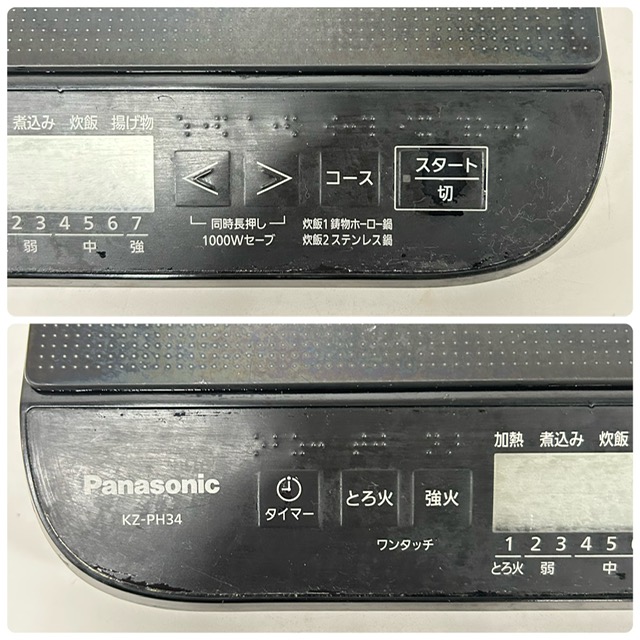 煮込み 炊飯 揚げ物
コース
スタート
切
2 3 4 5 6 7
弱 中 強
同時長押し
1000Wセーブ
炊飯1 鋳物ホーロー鍋
炊飯2 ステンレス鍋
加熱 煮込み 炊飯
Panasonic
KZ-PH34
タイマー
とろ火
強火
ワンタッチ
1 2 3 4 5
とろ火 弱 中